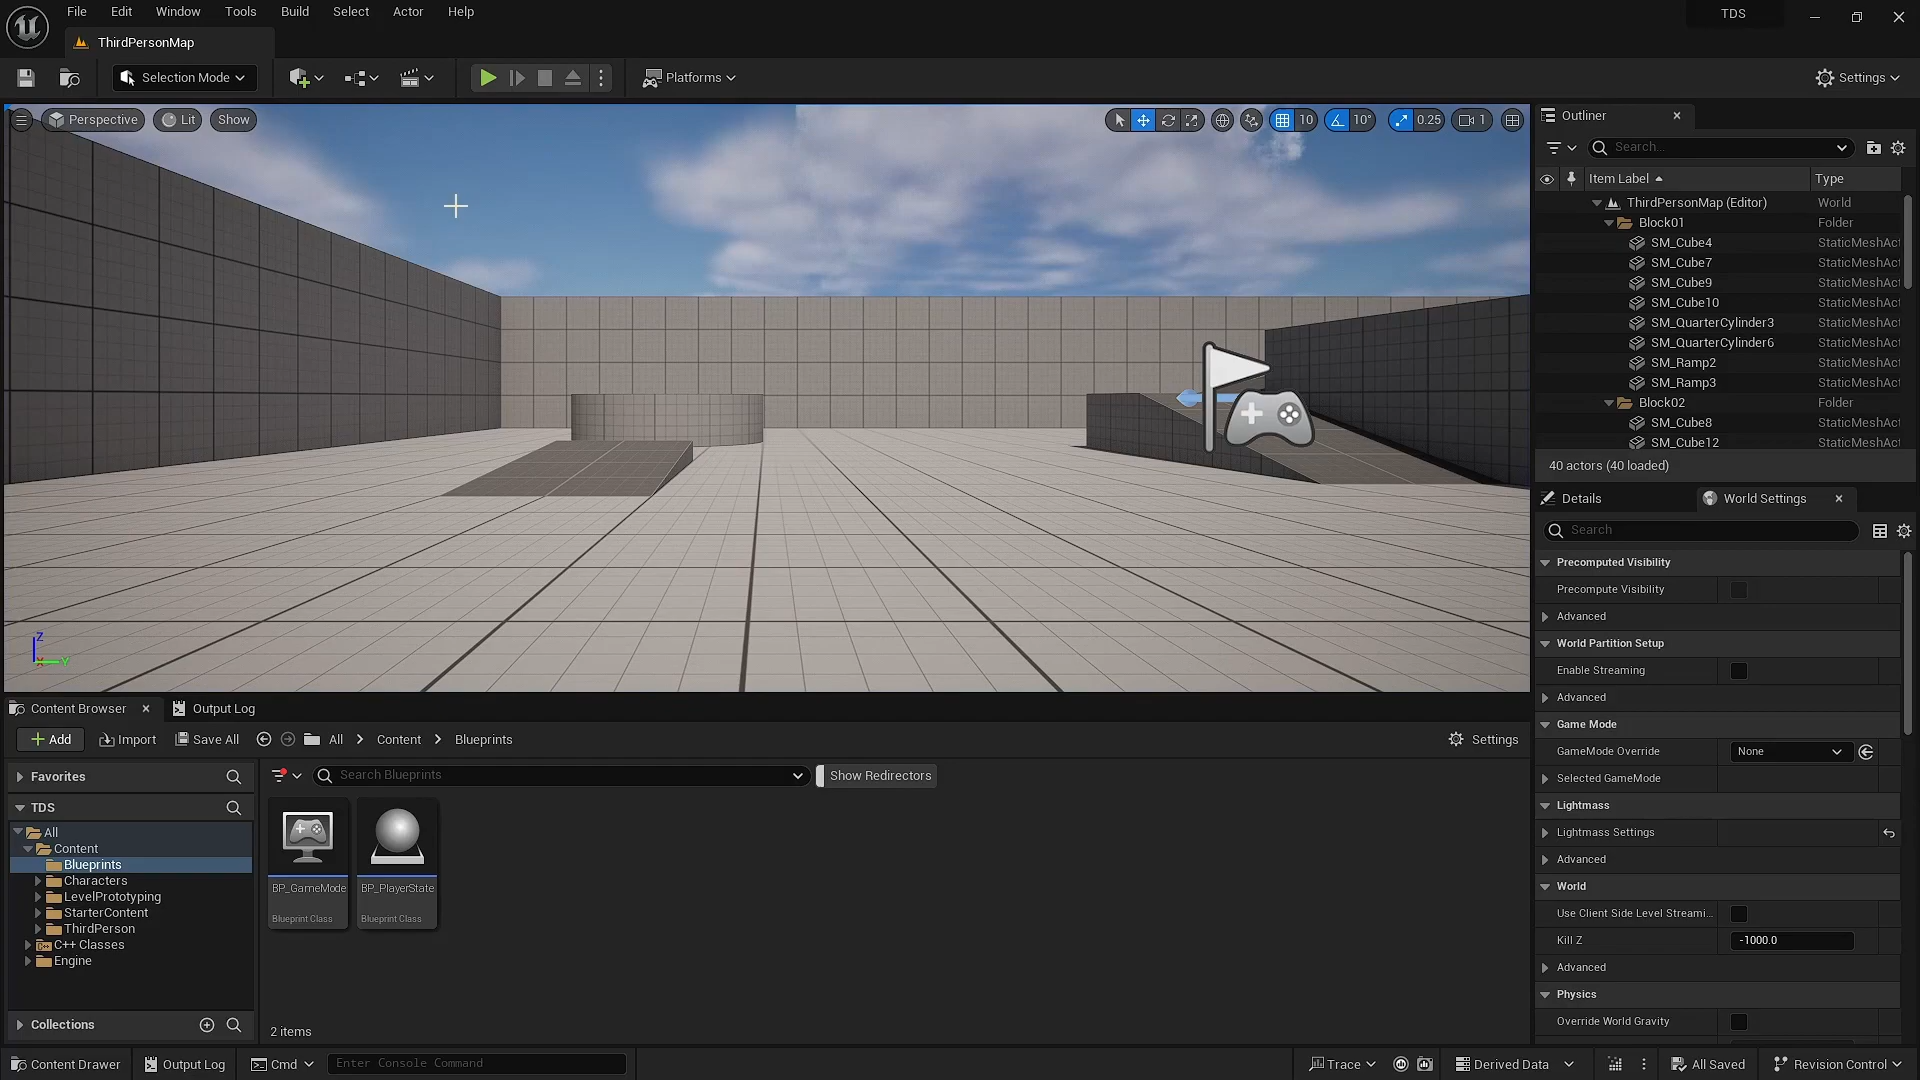 File Edit Window Tools Build Select Actor Help
TDS
ThirdPersonMap
Selection Mode
Platforms
Settings
Perspective Lit Show
10 10° 0.25 1
Outliner
Search...
Item Label Type
ThirdPersonMap (Editor) World
Block01 Folder
SM_Cube4 StaticMeshAct
SM_Cube7 StaticMeshAct
SM_Cube9 StaticMeshAct
SM_Cube10 StaticMeshAct
SM_QuarterCylinder3 StaticMeshAct
SM_QuarterCylinder6 StaticMeshAct
SM_Ramp2 StaticMeshAct
SM_Ramp3 StaticMeshAct
Block02 Folder
SM_Cube8 StaticMeshAct
SM_Cube12 StaticMeshAct
40 actors (40 loaded)
Details World Settings
Search
Precomputed Visibility
Precompute Visibility
Advanced
World Partition Setup
Enable Streaming
Advanced
Game Mode
GameMode Override None
Selected GameMode
Lightmass
Lightmass Settings
Advanced
World
Use Client Side Level Streami...
Kill Z -1000.0
Advanced
Physics
Override World Gravity
Z
X Y
Content Browser Output Log
Add Import Save All All Content Blueprints Settings
Favorites
Search Blueprints Show Redirectors
TDS
All
Content
Blueprints
Characters
LevelPrototyping
StarterContent
ThirdPerson
C++ Classes
Engine
Collections
BP_GameMode
Blueprint Class
BP_PlayerState
Blueprint Class
2 items
Content Drawer Output Log Cmd Enter Console Command Trace Derived Data All Saved Revision Control